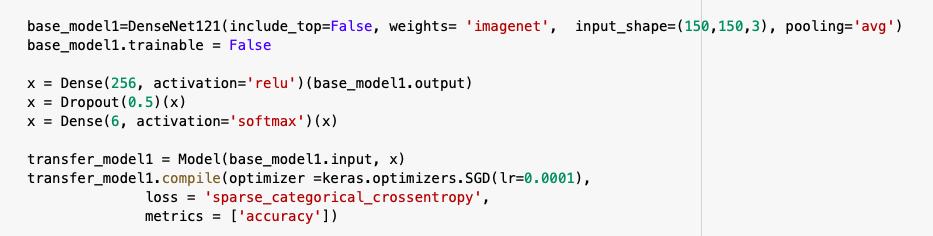 base_model1=DenseNet121(include_top=False, weights= 'imagenet',  input_shape=(150,150,3), pooling='avg')
base_model1.trainable = False
x = Dense(256, activation='relu')(base_model1.output)
x = Dropout(0.5)(x)
x = Dense(6, activation='softmax')(x)
transfer_model1 = Model(base_model1.input, x)
transfer_model1.compile(optimizer =keras.optimizers.SGD(lr=0.0001),
              loss = 'sparse_categorical_crossentropy',
              metrics = ['accuracy'])